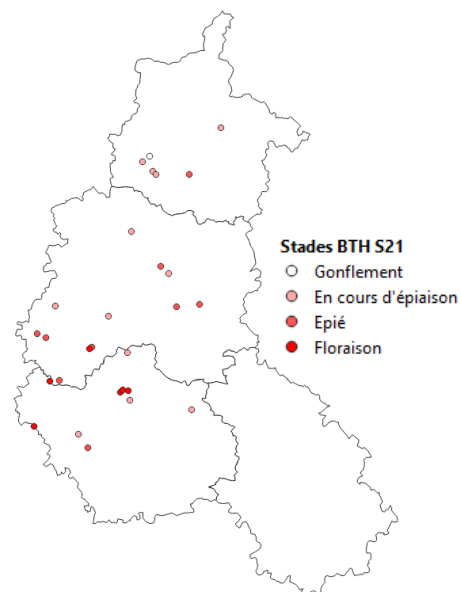 Stades BTH S21
Gonflement
En cours d'épiaison
Epié
Floraison